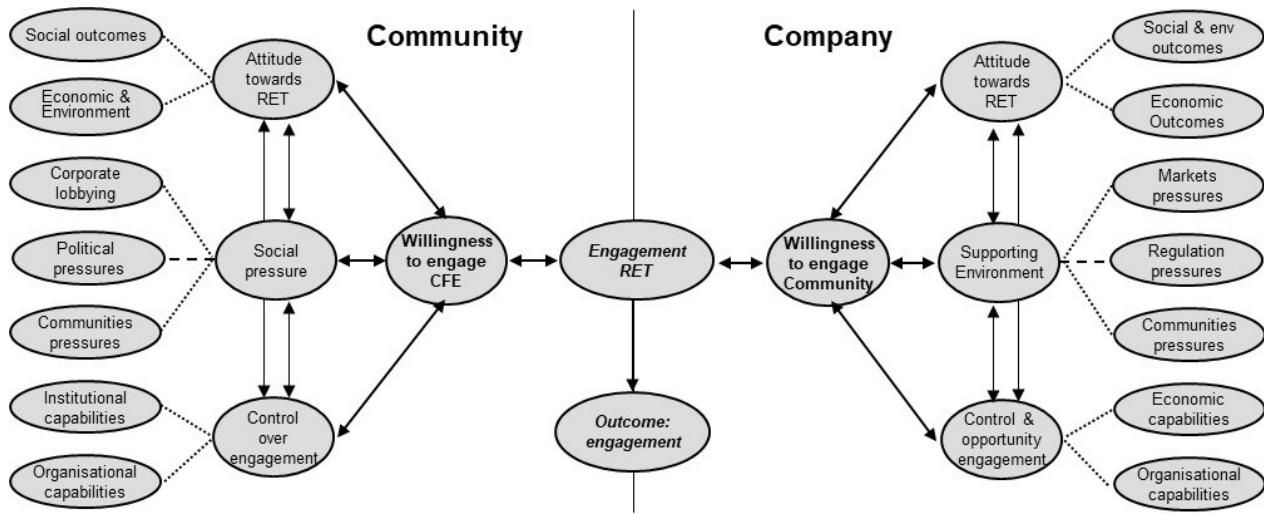 Community
Company
Social outcomes
Economic &
Environment
Corporate
lobbying
Political
pressures
Communities
pressures
Institutional
capabilities
Organisational
capabilities
Attitude
towards
RET
Social
pressure
Control
over
engagement
Willingness
to engage
CFE
Engagement
RET
Outcome:
engagement
Willingness
to engage
Community
Attitude
towards
RET
Supporting
Environment
Control & 
opportunity
engagement
Social & env
outcomes
Economic
Outcomes
Markets
pressures
Regulation
pressures
Communities
pressures
Economic
capabilities
Organisational
capabilities